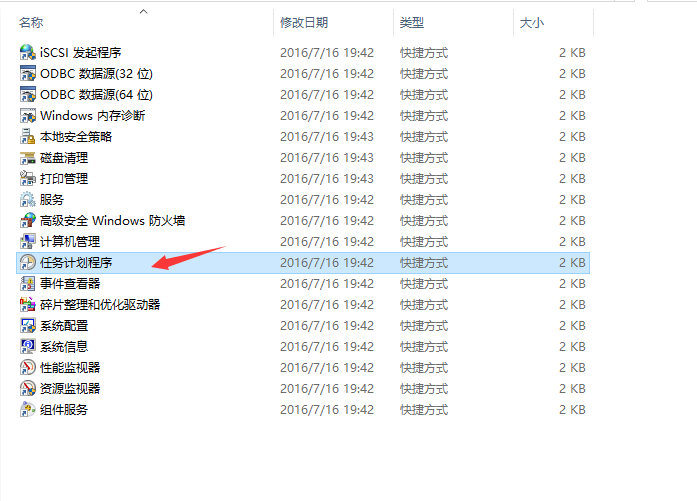 名称 修改日期 类型 大小
iSCSI 发起程序 2016/7/16 19:42 快捷方式 2 KB
ODBC 数据源(32 位) 2016/7/16 19:42 快捷方式 2 KB
ODBC 数据源(64 位) 2016/7/16 19:42 快捷方式 2 KB
Windows 内存诊断 2016/7/16 19:42 快捷方式 2 KB
本地安全策略 2016/7/16 19:43 快捷方式 2 KB
磁盘清理 2016/7/16 19:43 快捷方式 2 KB
打印管理 2016/7/16 19:43 快捷方式 2 KB
服务 2016/7/16 19:42 快捷方式 2 KB
高级安全 Windows 防火墙 2016/7/16 19:42 快捷方式 2 KB
计算机管理 2016/7/16 19:42 快捷方式 2 KB
任务计划程序 2016/7/16 19:42 快捷方式 2 KB
事件查看器 2016/7/16 19:42 快捷方式 2 KB
碎片整理和优化驱动器 2016/7/16 19:42 快捷方式 2 KB
系统配置 2016/7/16 19:42 快捷方式 2 KB
系统信息 2016/7/16 19:42 快捷方式 2 KB
性能监视器 2016/7/16 19:42 快捷方式 2 KB
资源监视器 2016/7/16 19:42 快捷方式 2 KB
组件服务 2016/7/16 19:42 快捷方式 2 KB